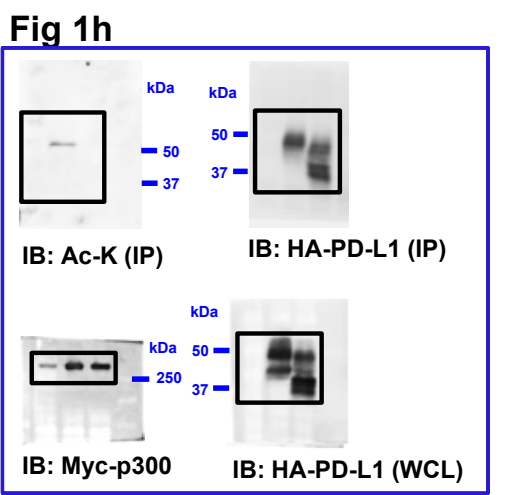 Fig 1h
kDa
50
37
IB: Ac-K (IP)
kDa
50
37
IB: HA-PD-L1 (IP)
kDa
250
IB: Myc-p300
kDa
50
37
IB: HA-PD-L1 (WCL)